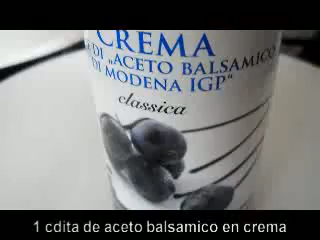 CREMA
DI „ACETO BALSAMICO
DI MODENA IGP“
classica
1 cdita de aceto balsamico en crema